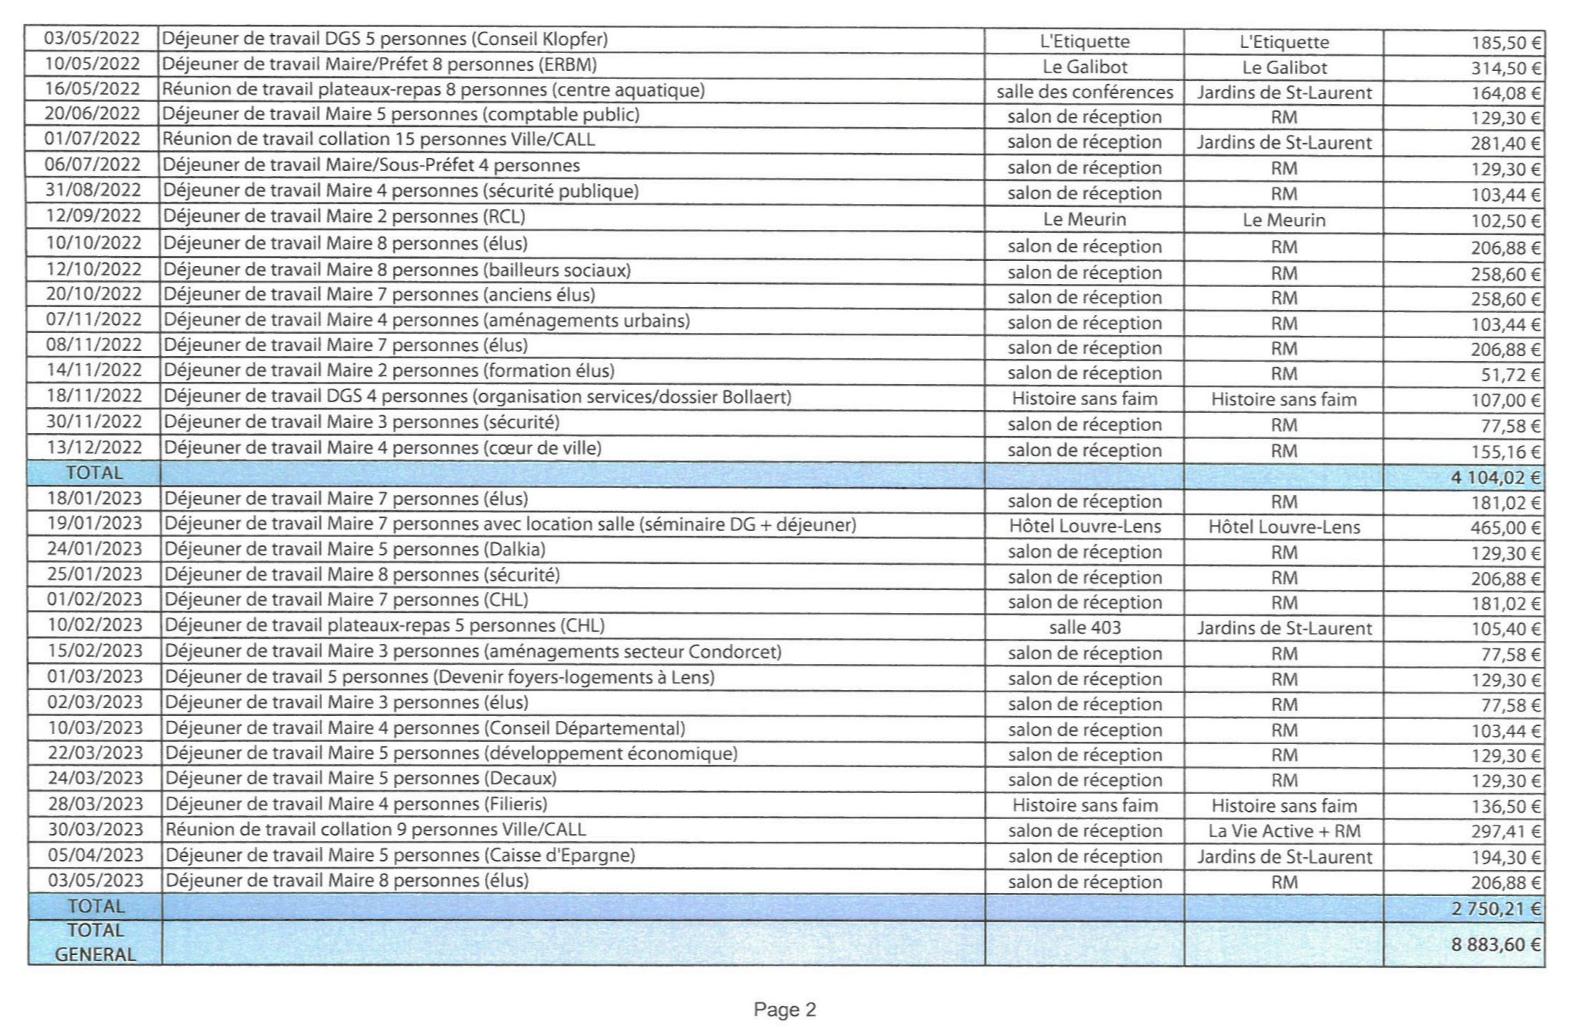 03/05/2022 Déjeuner de travail DGS 5 personnes (Conseil Klopfer) L'Etiquette L'Etiquette 185,50 €
10/05/2022 Déjeuner de travail Maire/Préfet 8 personnes (ERBM) Le Galibot Le Galibot 314,50 €
16/05/2022 Réunion de travail plateaux-repas 8 personnes (centre aquatique) salle des conférences Jardins de St-Laurent 164,08 €
20/06/2022 Déjeuner de travail Maire 5 personnes (comptable public) salon de réception RM 129,30 €
01/07/2022 Réunion de travail collation 15 personnes Ville/CALL salon de réception Jardins de St-Laurent 281,40 €
06/07/2022 Déjeuner de travail Maire/Sous-Préfet 4 personnes salon de réception RM 129,30 €
31/08/2022 Déjeuner de travail Maire 4 personnes (sécurité publique) salon de réception RM 103,44 €
12/09/2022 Déjeuner de travail Maire 2 personnes (RCL) Le Meurin Le Meurin 102,50 €
10/10/2022 Déjeuner de travail Maire 8 personnes (élus) salon de réception RM 206,88 €
12/10/2022 Déjeuner de travail Maire 8 personnes (bailleurs sociaux) salon de réception RM 258,60 €
20/10/2022 Déjeuner de travail Maire 7 personnes (anciens élus) salon de réception RM 258,60 €
07/11/2022 Déjeuner de travail Maire 4 personnes (aménagements urbains) salon de réception RM 103,44 €
08/11/2022 Déjeuner de travail Maire 7 personnes (élus) salon de réception RM 206,88 €
14/11/2022 Déjeuner de travail Maire 2 personnes (formation élus) salon de réception RM 51,72 €
18/11/2022 Déjeuner de travail DGS 4 personnes (organisation services/dossier Bollaert) Histoire sans faim Histoire sans faim 107,00 €
30/11/2022 Déjeuner de travail Maire 3 personnes (sécurité) salon de réception RM 77,58 €
13/12/2022 Déjeuner de travail Maire 4 personnes (cœur de ville) salon de réception RM 155,16 €
TOTAL 4 104,02 €
18/01/2023 Déjeuner de travail Maire 7 personnes (élus) salon de réception RM 181,02 €
19/01/2023 Déjeuner de travail Maire 7 personnes avec location salle (séminaire DG + déjeuner) Hôtel Louvre-Lens Hôtel Louvre-Lens 465,00 €
24/01/2023 Déjeuner de travail Maire 5 personnes (Dalkia) salon de réception RM 129,30 €
25/01/2023 Déjeuner de travail Maire 8 personnes (sécurité) salon de réception RM 206,88 €
01/02/2023 Déjeuner de travail Maire 7 personnes (CHL) salon de réception RM 181,02 €
10/02/2023 Déjeuner de travail plateaux-repas 5 personnes (CHL) salle 403 Jardins de St-Laurent 105,40 €
15/02/2023 Déjeuner de travail Maire 3 personnes (aménagements secteur Condorcet) salon de réception RM 77,58 €
01/03/2023 Déjeuner de travail 5 personnes (Devenir foyers-logements à Lens) salon de réception RM 129,30 €
02/03/2023 Déjeuner de travail Maire 3 personnes (élus) salon de réception RM 77,58 €
10/03/2023 Déjeuner de travail Maire 4 personnes (Conseil Départemental) salon de réception RM 103,44 €
22/03/2023 Déjeuner de travail Maire 5 personnes (développement économique) salon de réception RM 129,30 €
24/03/2023 Déjeuner de travail Maire 5 personnes (Decaux) salon de réception RM 129,30 €
28/03/2023 Déjeuner de travail Maire 4 personnes (Filieris) Histoire sans faim Histoire sans faim 136,50 €
30/03/2023 Réunion de travail collation 9 personnes Ville/CALL salon de réception La Vie Active + RM 297,41 €
05/04/2023 Déjeuner de travail Maire 5 personnes (Caisse d'Epargne) salon de réception Jardins de St-Laurent 194,30 €
03/05/2023 Déjeuner de travail Maire 8 personnes (élus) salon de réception RM 206,88 €
TOTAL 2 750,21 €
TOTAL
GENERAL 8 883,60 €
Page 2